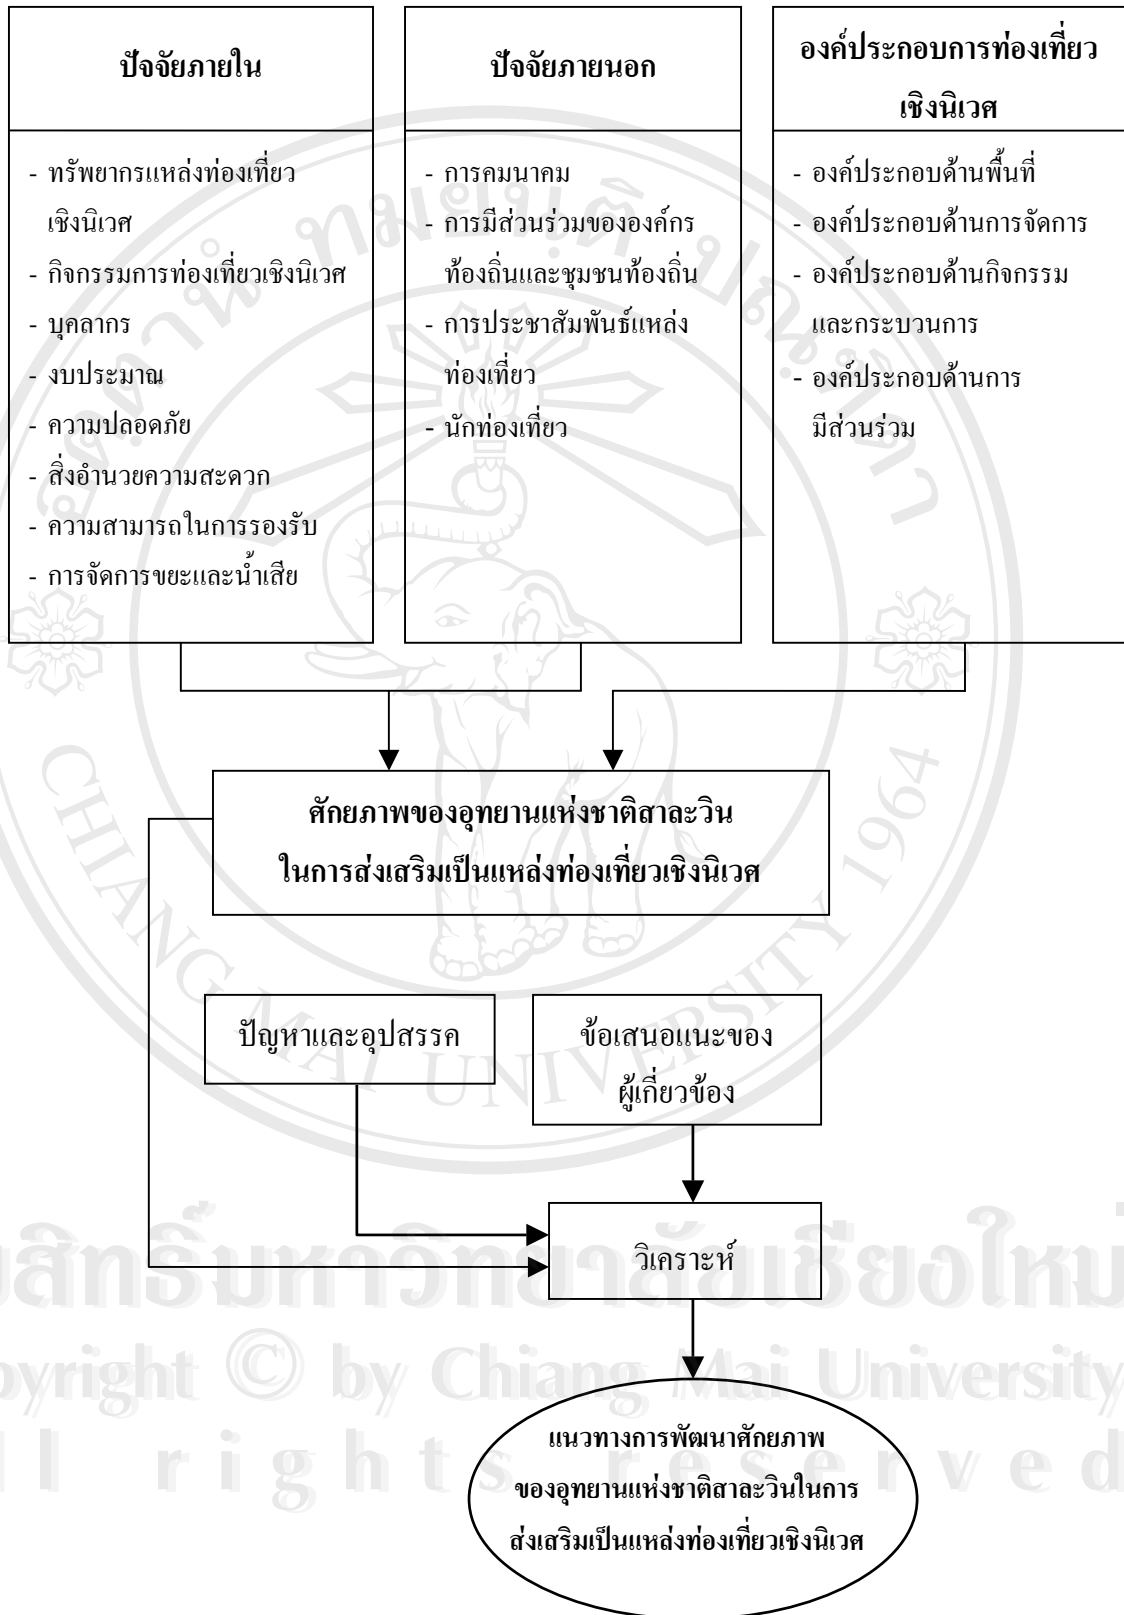 ปัจจัยภายใน
- ทรัพยากรแหล่งท่องเที่ยว
เชิงนิเวศ
- กิจกรรมการท่องเที่ยวเชิงนิเวศ
- บุคลากร
- งบประมาณ
- ความปลอดภัย
- สิ่งอำนวยความสะดวก
- ความสามารถในการรองรับ
- การจัดการขยะและน้ำเสีย
ปัจจัยภายนอก
- การคมนาคม
- การมีส่วนร่วมขององค์กร
ท้องถิ่นและชุมชนท้องถิ่น
- การประชาสัมพันธ์แหล่ง
ท่องเที่ยว
- นักท่องเที่ยว
องค์ประกอบการท่องเที่ยว
เชิงนิเวศ
- องค์ประกอบด้านพื้นที่
- องค์ประกอบด้านการจัดการ
- องค์ประกอบด้านกิจกรรม
และกระบวนการ
- องค์ประกอบด้านการ
มีส่วนร่วม
ศักยภาพของอุทยานแห่งชาติสาละวิน
ในการส่งเสริมเป็นแหล่งท่องเที่ยวเชิงนิเวศ
ปัญหาและอุปสรรค
ข้อเสนอแนะของ
ผู้เกี่ยวข้อง
วิเคราะห์
แนวทางการพัฒนาศักยภาพ
ของอุทยานแห่งชาติสาละวินในการ
ส่งเสริมเป็นแหล่งท่องเที่ยวเชิงนิเวศ
CHIANG MAI UNIVERSITY 1964
สิทธิ์มหาวิทยาลัยเชียงใหม่
pyright © by Chiang Mai University
l rights reserved